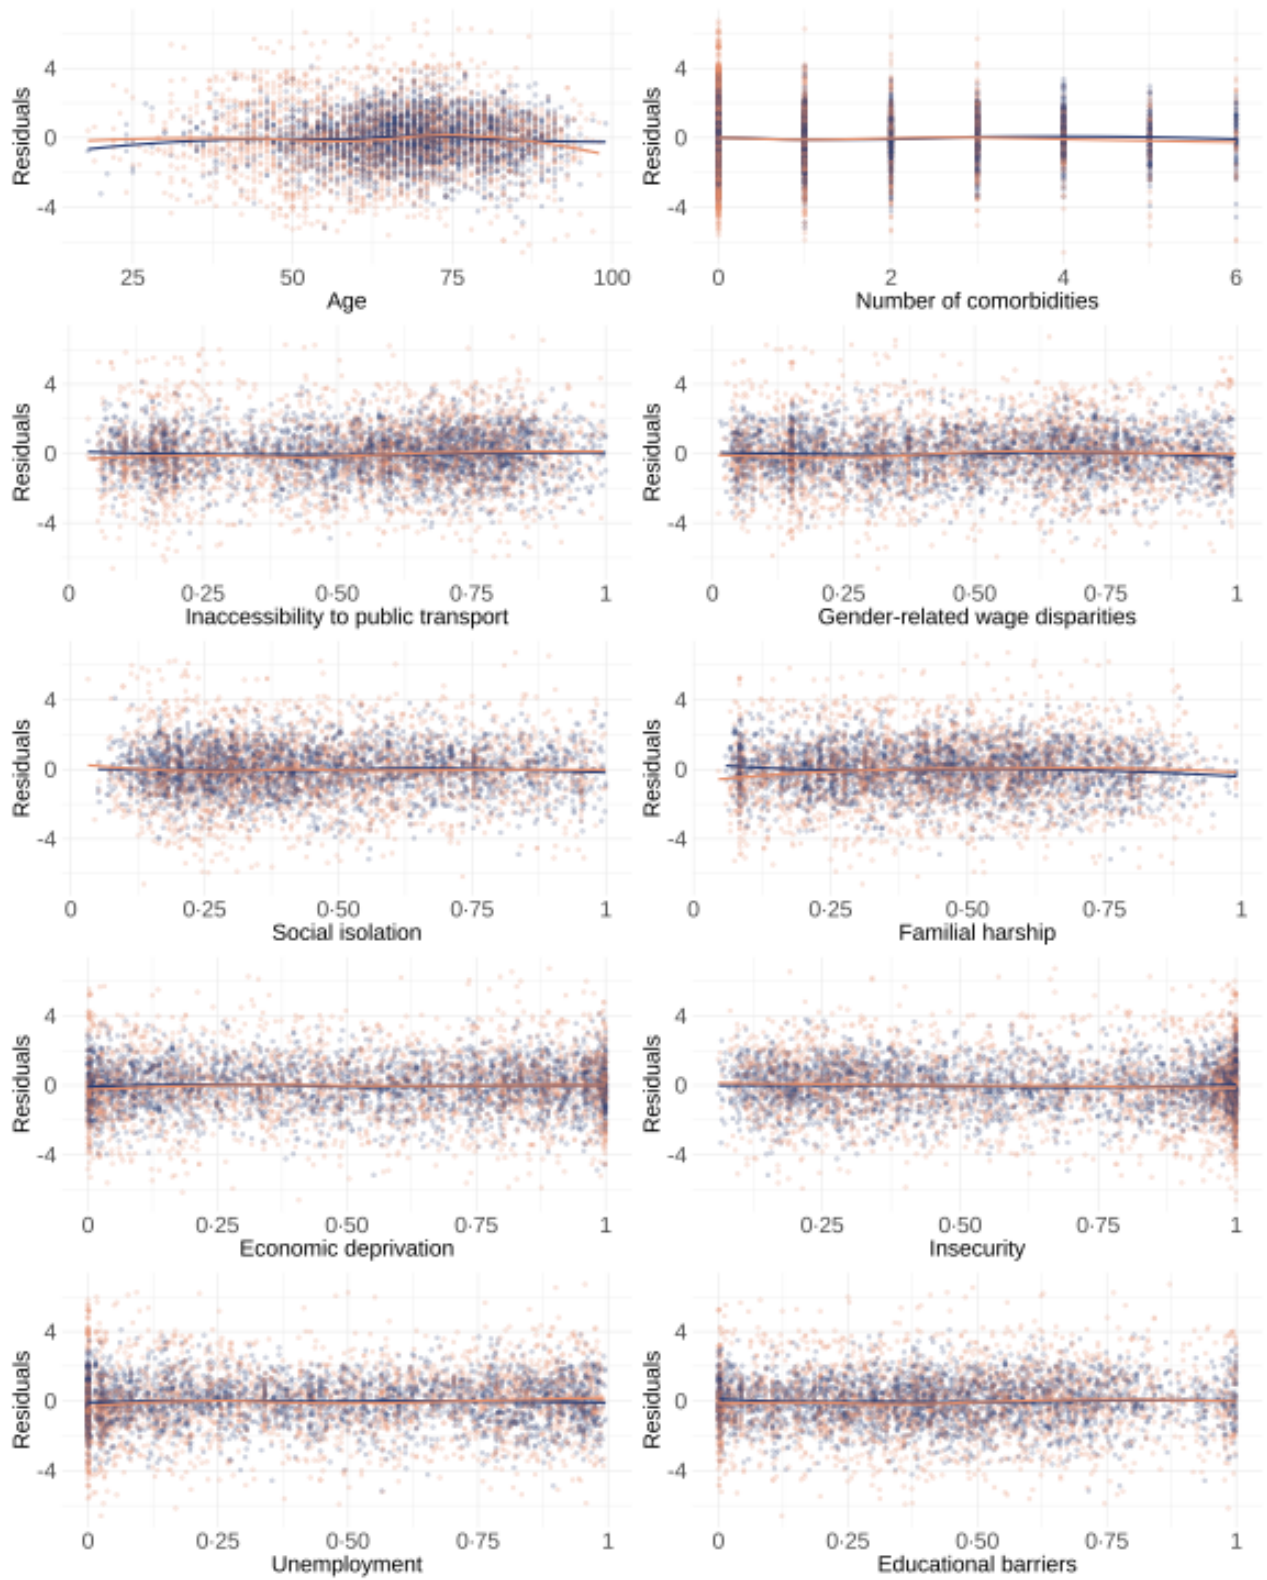 Residuals
4
0
-4
25 50 75 100
Age
Residuals
4
0
-4
0 2 4 6
Number of comorbidities
Residuals
4
0
-4
0 0·25 0·50 0·75 1
Inaccessibility to public transport
Residuals
4
0
-4
0 0·25 0·50 0·75 1
Gender-related wage disparities
Residuals
4
0
-4
0 0·25 0·50 0·75 1
Social isolation
Residuals
4
0
-4
0 0·25 0·50 0·75 1
Familial harship
Residuals
4
0
-4
0 0·25 0·50 0·75 1
Economic deprivation
Residuals
4
0
-4
0·25 0·50 0·75 1
Insecurity
Residuals
4
0
-4
0 0·25 0·50 0·75 1
Unemployment
Residuals
4
0
-4
0 0·25 0·50 0·75 1
Educational barriers